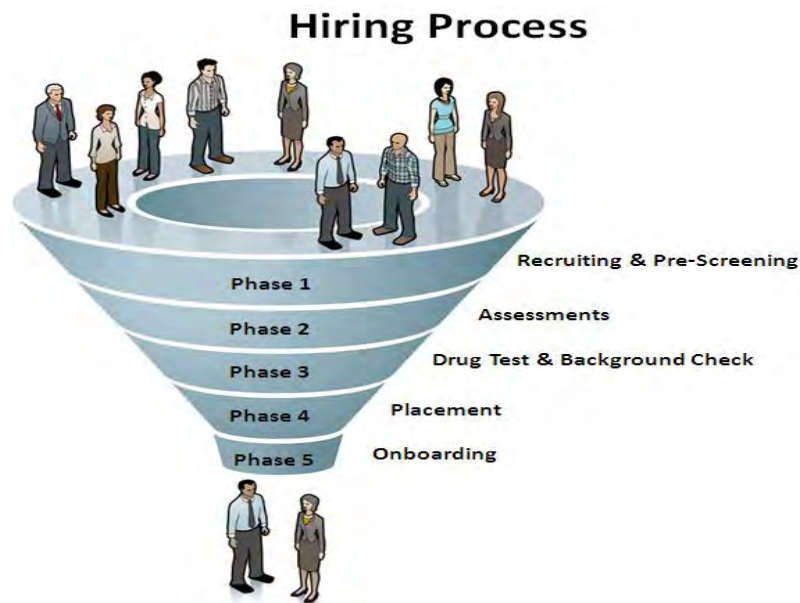 Hiring Process
Recruiting & Pre-Screening
Phase 1
Assessments
Phase 2
Drug Test & Background Check
Phase 3
Placement
Phase 4
Onboarding
Phase 5